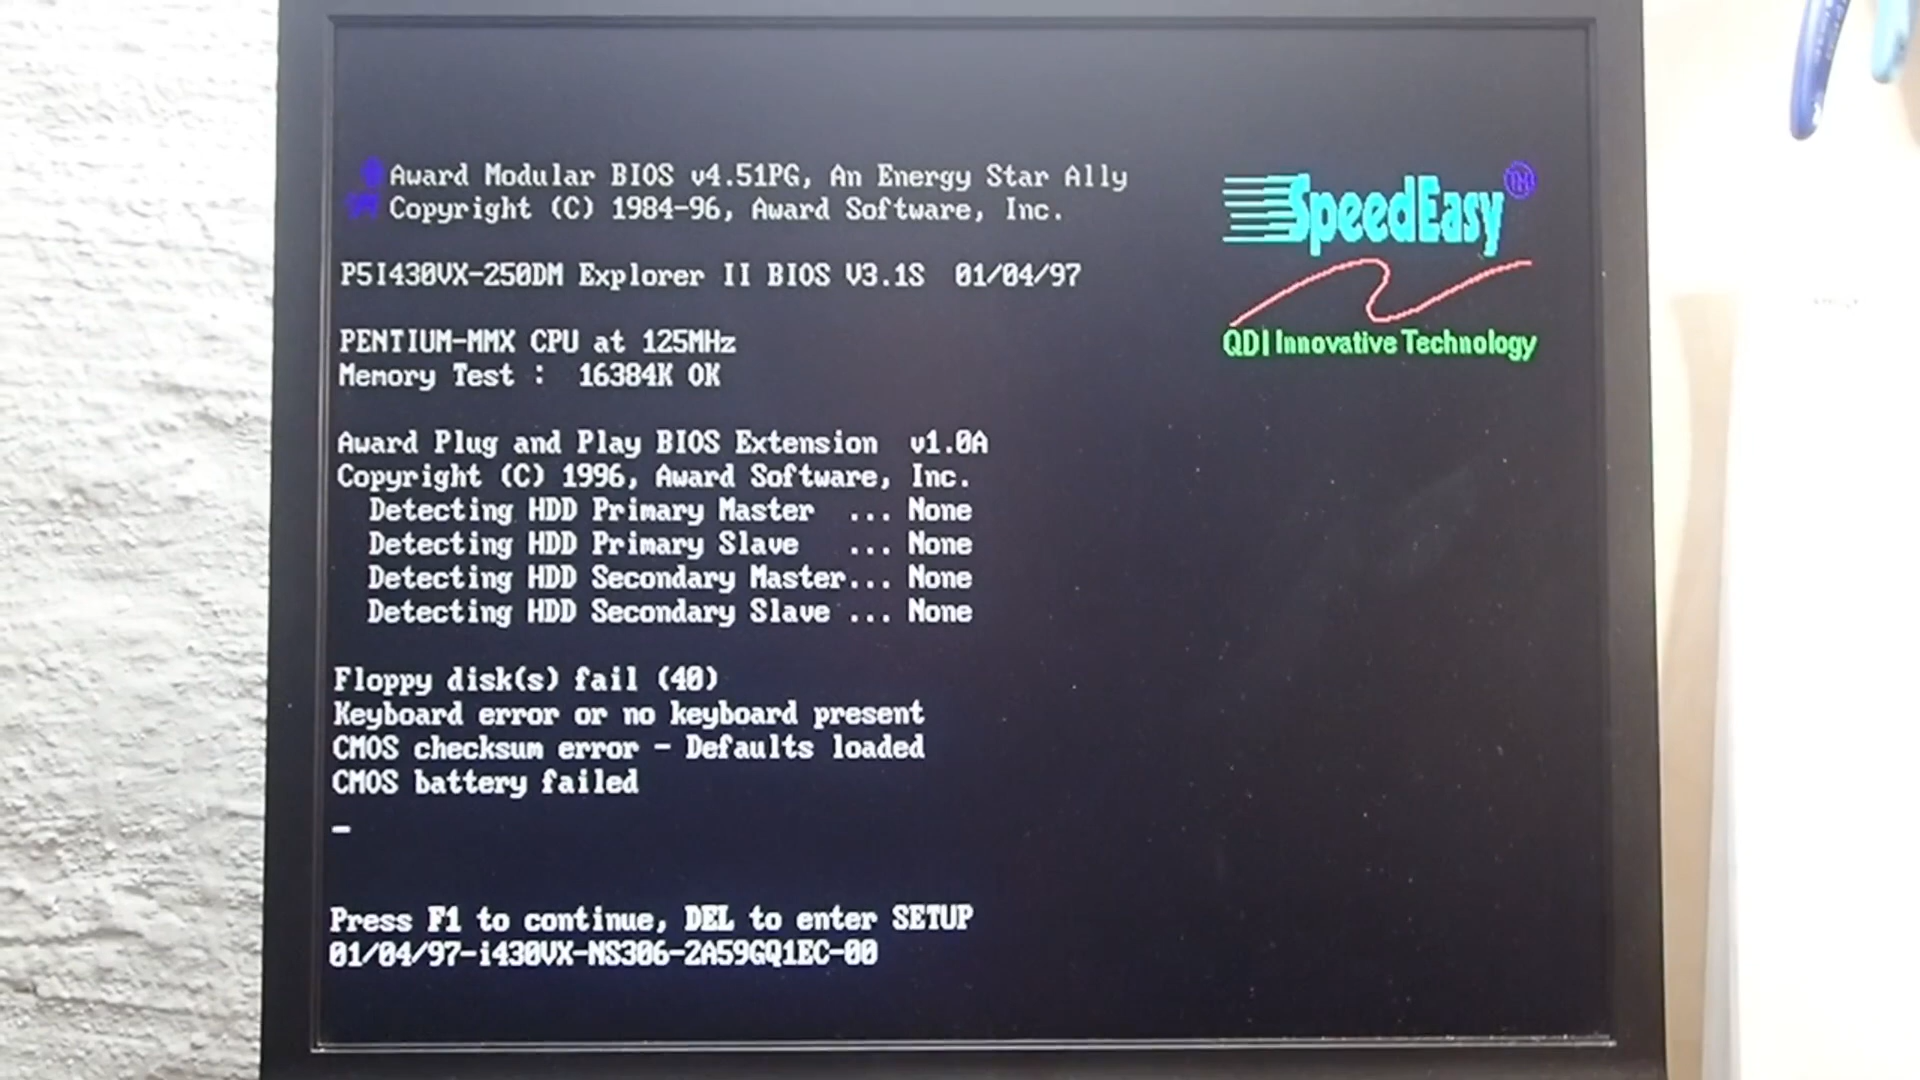 Award Modular BIOS v4.51PG, An Energy Star Ally
Copyright (C) 1984-96, Award Software, Inc.
SpeedEasy
QDI Innovative Technology
P5I430VX-250DM Explorer II BIOS V3.1S  01/04/97
PENTIUM-MMX CPU at 125MHz
Memory Test :  16384K OK
Award Plug and Play BIOS Extension  v1.0A
Copyright (C) 1996, Award Software, Inc.
Detecting HDD Primary Master   ... None
Detecting HDD Primary Slave    ... None
Detecting HDD Secondary Master... None
Detecting HDD Secondary Slave ... None
Floppy disk(s) fail (40)
Keyboard error or no keyboard present
CMOS checksum error - Defaults loaded
CMOS battery failed
Press F1 to continue, DEL to enter SETUP
01/04/97-i430VX-NS306-2A59GQ1EC-00